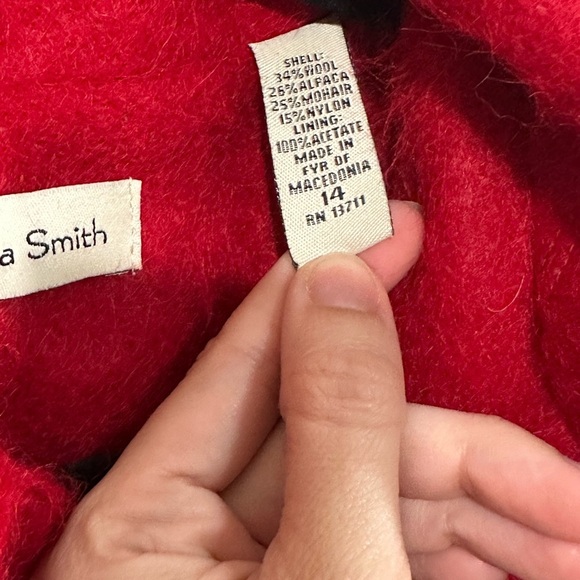 SHELL:
34% WOOL
26% ALPACA
25% MOHAIR
15% NYLON
LINING:
100% ACETATE
MADE IN
FYR OF
MACEDONIA
14
RN 13711
a Smith